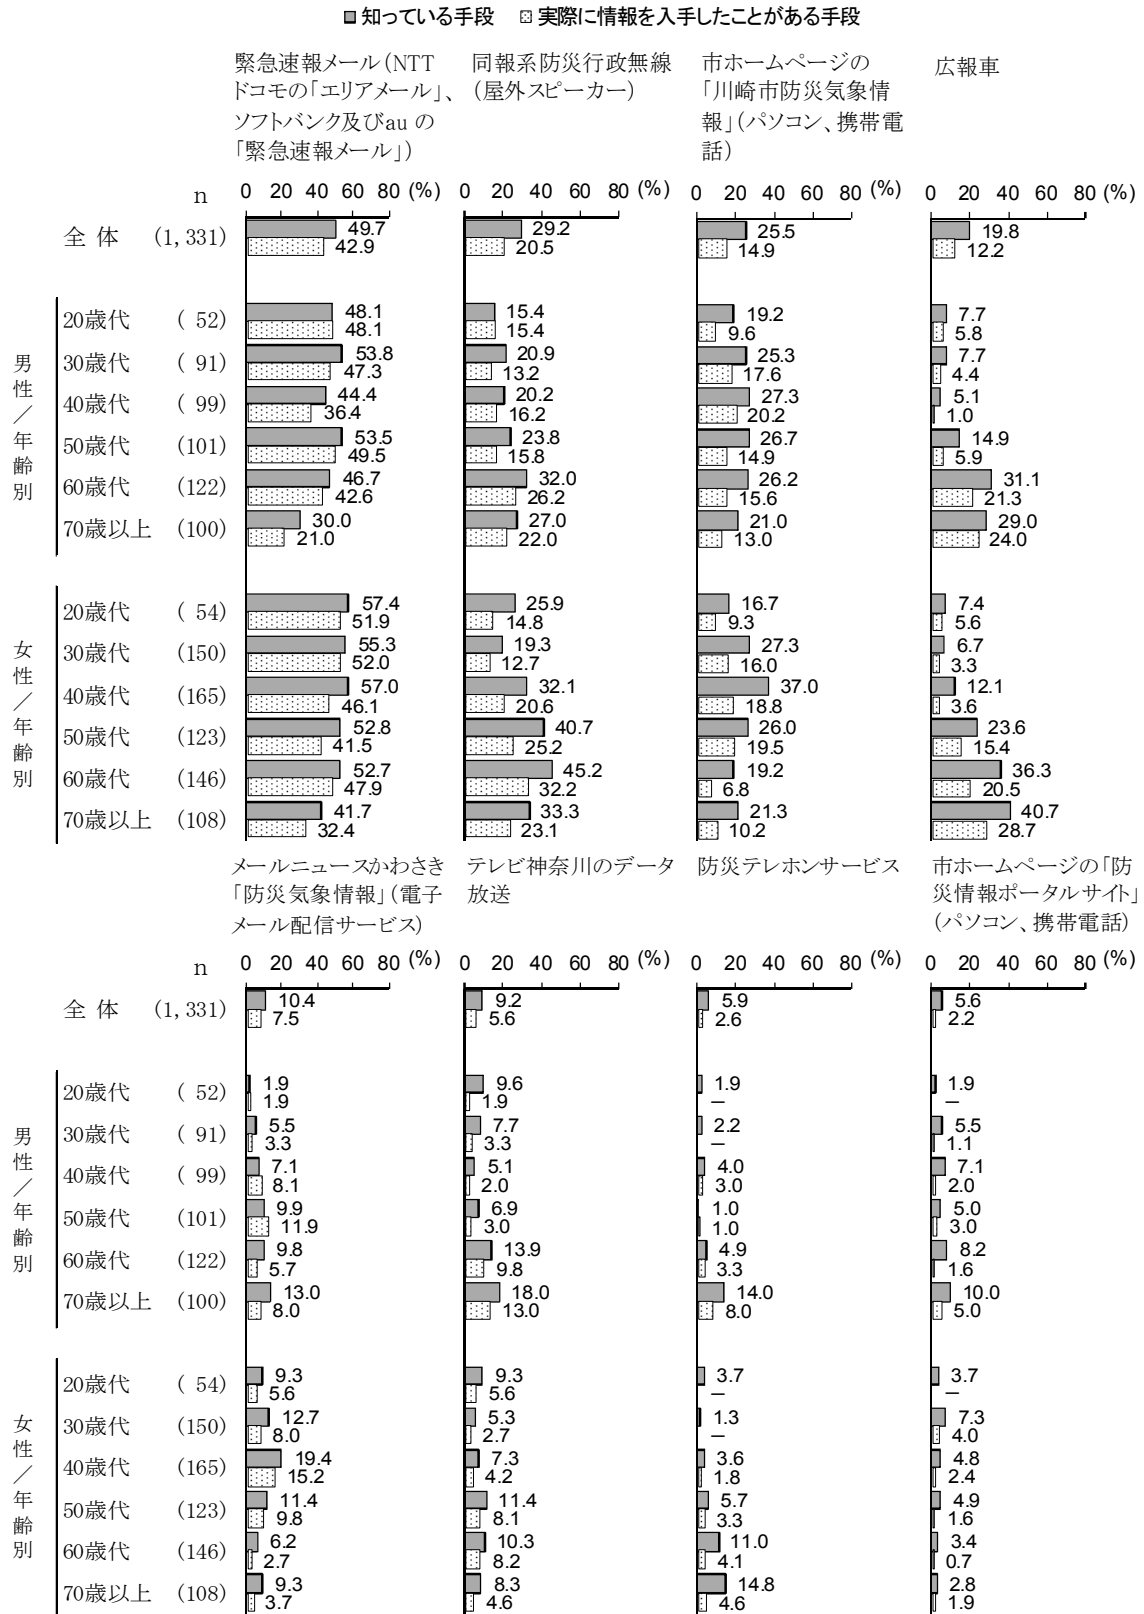 知っている手段 実際に情報を入手したことがある手段
緊急速報メール(NTT
ドコモの「エリアメール」、
ソフトバンク及びau の
「緊急速報メール」)
同報系防災行政無線
(屋外スピーカー)
市ホームページの
「川崎市防災気象情
報」(パソコン、携帯電
話)
広報車
n 0 20 40 60 80 (%) 0 20 40 60 80 (%) 0 20 40 60 80 (%) 0 20 40 60 80 (%)
全 体 (1,331) 49.7 29.2 25.5 19.8
42.9 20.5 14.9 12.2
男性/年齢別
20歳代 ( 52) 48.1 15.4 19.2 7.7
48.1 15.4 9.6 5.8
30歳代 ( 91) 53.8 20.9 25.3 7.7
47.3 13.2 17.6 4.4
40歳代 ( 99) 44.4 20.2 27.3 5.1
36.4 16.2 20.2 1.0
50歳代 (101) 53.5 23.8 26.7 14.9
49.5 15.8 14.9 5.9
60歳代 (122) 46.7 32.0 26.2 31.1
42.6 26.2 15.6 21.3
70歳以上 (100) 30.0 27.0 21.0 29.0
21.0 22.0 13.0 24.0
女性/年齢別
20歳代 ( 54) 57.4 25.9 16.7 7.4
51.9 14.8 9.3 5.6
30歳代 (150) 55.3 19.3 27.3 6.7
52.0 12.7 16.0 3.3
40歳代 (165) 57.0 32.1 37.0 12.1
46.1 20.6 18.8 3.6
50歳代 (123) 52.8 40.7 26.0 23.6
41.5 25.2 19.5 15.4
60歳代 (146) 52.7 45.2 19.2 36.3
47.9 32.2 6.8 20.5
70歳以上 (108) 41.7 33.3 21.3 40.7
32.4 23.1 10.2 28.7
メールニュースかわさき
「防災気象情報」(電子
メール配信サービス)
テレビ神奈川のデータ
放送
防災テレホンサービス
市ホームページの「防
災情報ポータルサイト」
(パソコン、携帯電話)
n 0 20 40 60 80 (%) 0 20 40 60 80 (%) 0 20 40 60 80 (%) 0 20 40 60 80 (%)
全 体 (1,331) 10.4 9.2 5.9 5.6
7.5 5.6 2.6 2.2
男性/年齢別
20歳代 ( 52) 1.9 9.6 1.9 1.9
1.9 1.9 – –
30歳代 ( 91) 5.5 7.7 2.2 5.5
3.3 3.3 – 1.1
40歳代 ( 99) 7.1 5.1 4.0 7.1
8.1 2.0 3.0 2.0
50歳代 (101) 9.9 6.9 1.0 5.0
11.9 3.0 1.0 3.0
60歳代 (122) 9.8 13.9 4.9 8.2
5.7 9.8 3.3 1.6
70歳以上 (100) 13.0 18.0 14.0 10.0
8.0 13.0 8.0 5.0
女性/年齢別
20歳代 ( 54) 9.3 9.3 3.7 3.7
5.6 5.6 – –
30歳代 (150) 12.7 5.3 1.3 7.3
8.0 2.7 – 4.0
40歳代 (165) 19.4 7.3 3.6 4.8
15.2 4.2 1.8 2.4
50歳代 (123) 11.4 11.4 5.7 4.9
9.8 8.1 3.3 1.6
60歳代 (146) 6.2 10.3 11.0 3.4
2.7 8.2 4.1 0.7
70歳以上 (108) 9.3 8.3 14.8 2.8
3.7 4.6 4.6 1.9